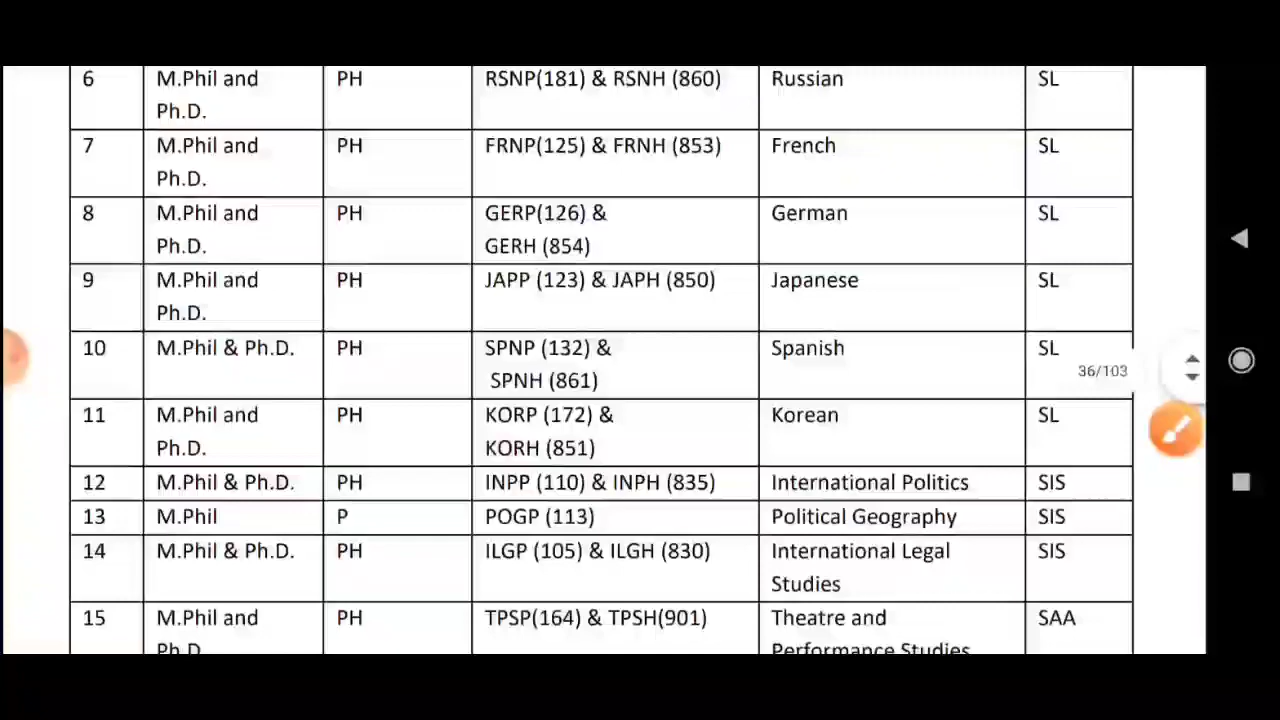 6 M.Phil and PH RSNP(181) & RSNH (860) Russian SL
Ph.D.
7 M.Phil and PH FRNP(125) & FRNH (853) French SL
Ph.D.
8 M.Phil and PH GERP(126) & German SL
Ph.D. GERH (854)
9 M.Phil and PH JAPP (123) & JAPH (850) Japanese SL
Ph.D.
10 M.Phil & Ph.D. PH SPNP (132) & Spanish SL
36/103
SPNH (861)
11 M.Phil and PH KORP (172) & Korean SL
Ph.D. KORH (851)
12 M.Phil & Ph.D. PH INPP (110) & INPH (835) International Politics SIS
13 M.Phil P POGP (113) Political Geography SIS
14 M.Phil & Ph.D. PH ILGP (105) & ILGH (830) International Legal SIS
Studies
15 M.Phil and PH TPSP(164) & TPSH(901) Theatre and SAA
Ph.D. Performance Studies